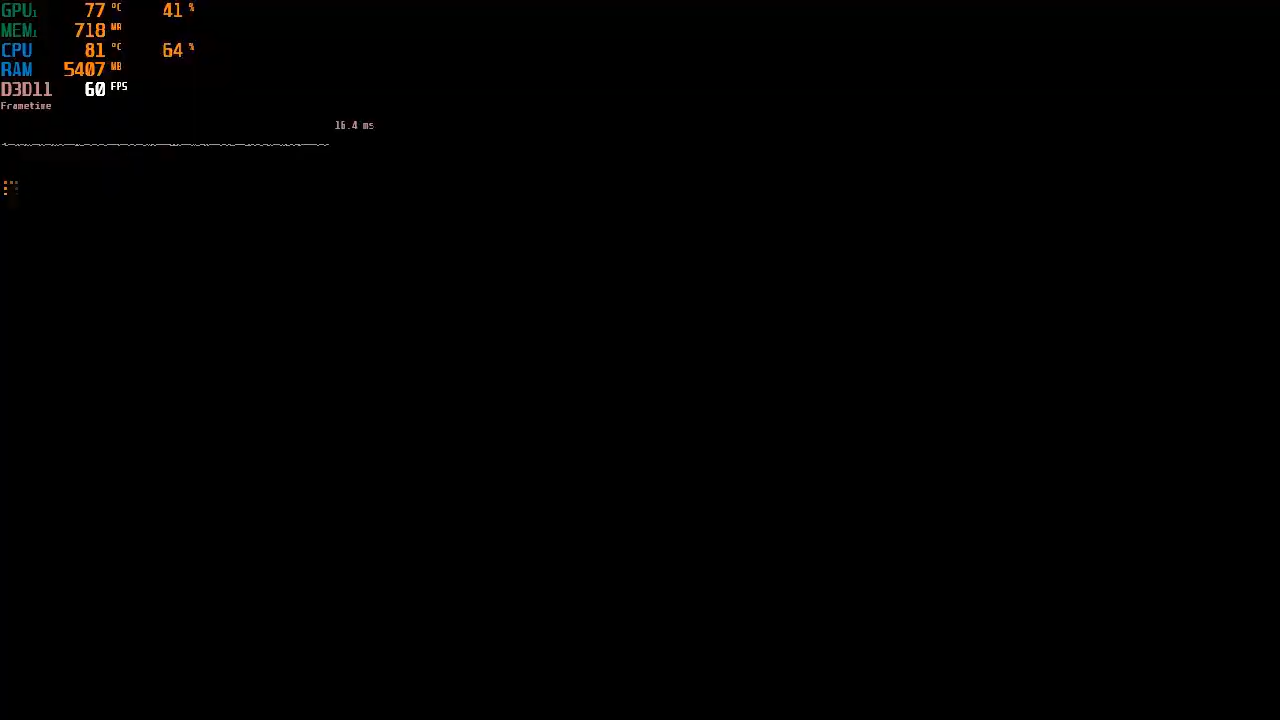 GPU1 77 °C 41 %
MEM1 718 MB
CPU 81 °C 64 %
RAM 5407 MB
D3D11 60 FPS
Frametime
16.4 ms